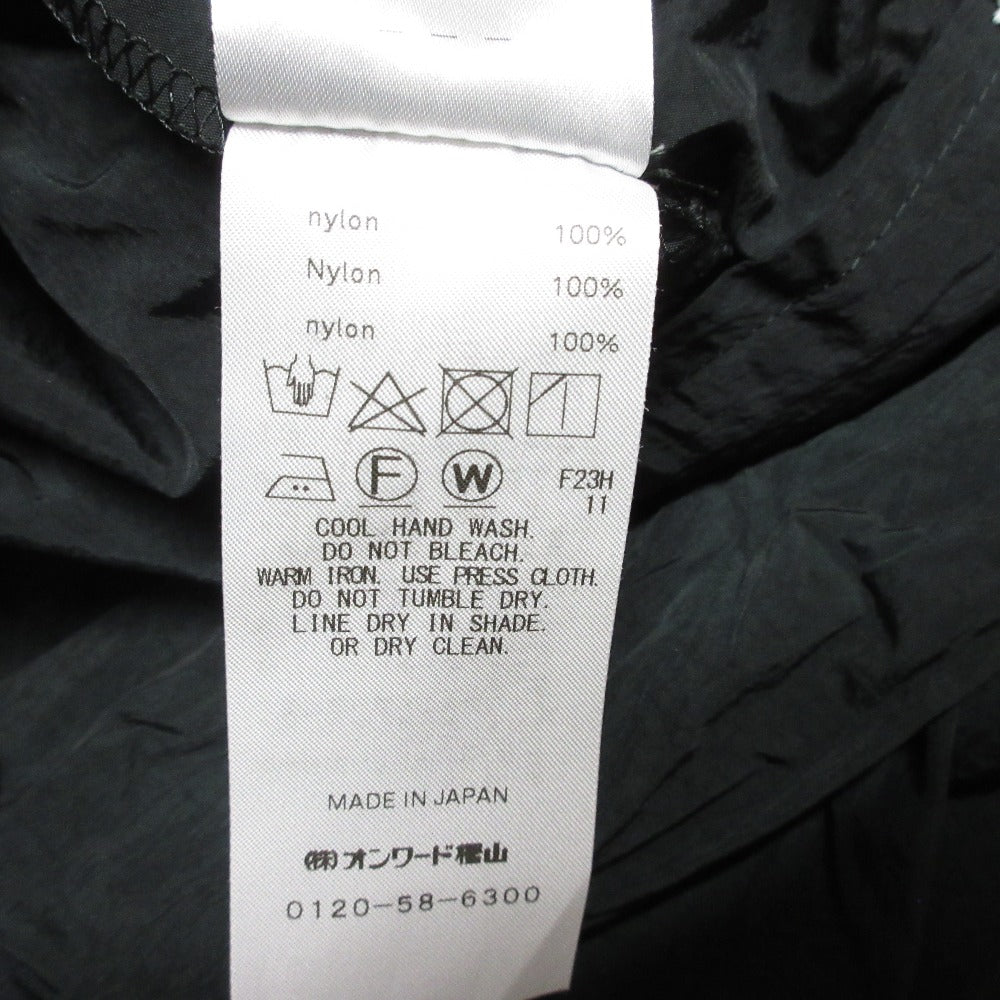 nylon 100%
Nylon 100%
nylon 100%
F W F23H
11
COOL HAND WASH.
DO NOT BLEACH.
WARM IRON. USE PRESS CLOTH.
DO NOT TUMBLE DRY.
LINE DRY IN SHADE.
OR DRY CLEAN.
MADE IN JAPAN
(株)オンワード樫山
0120-58-6300